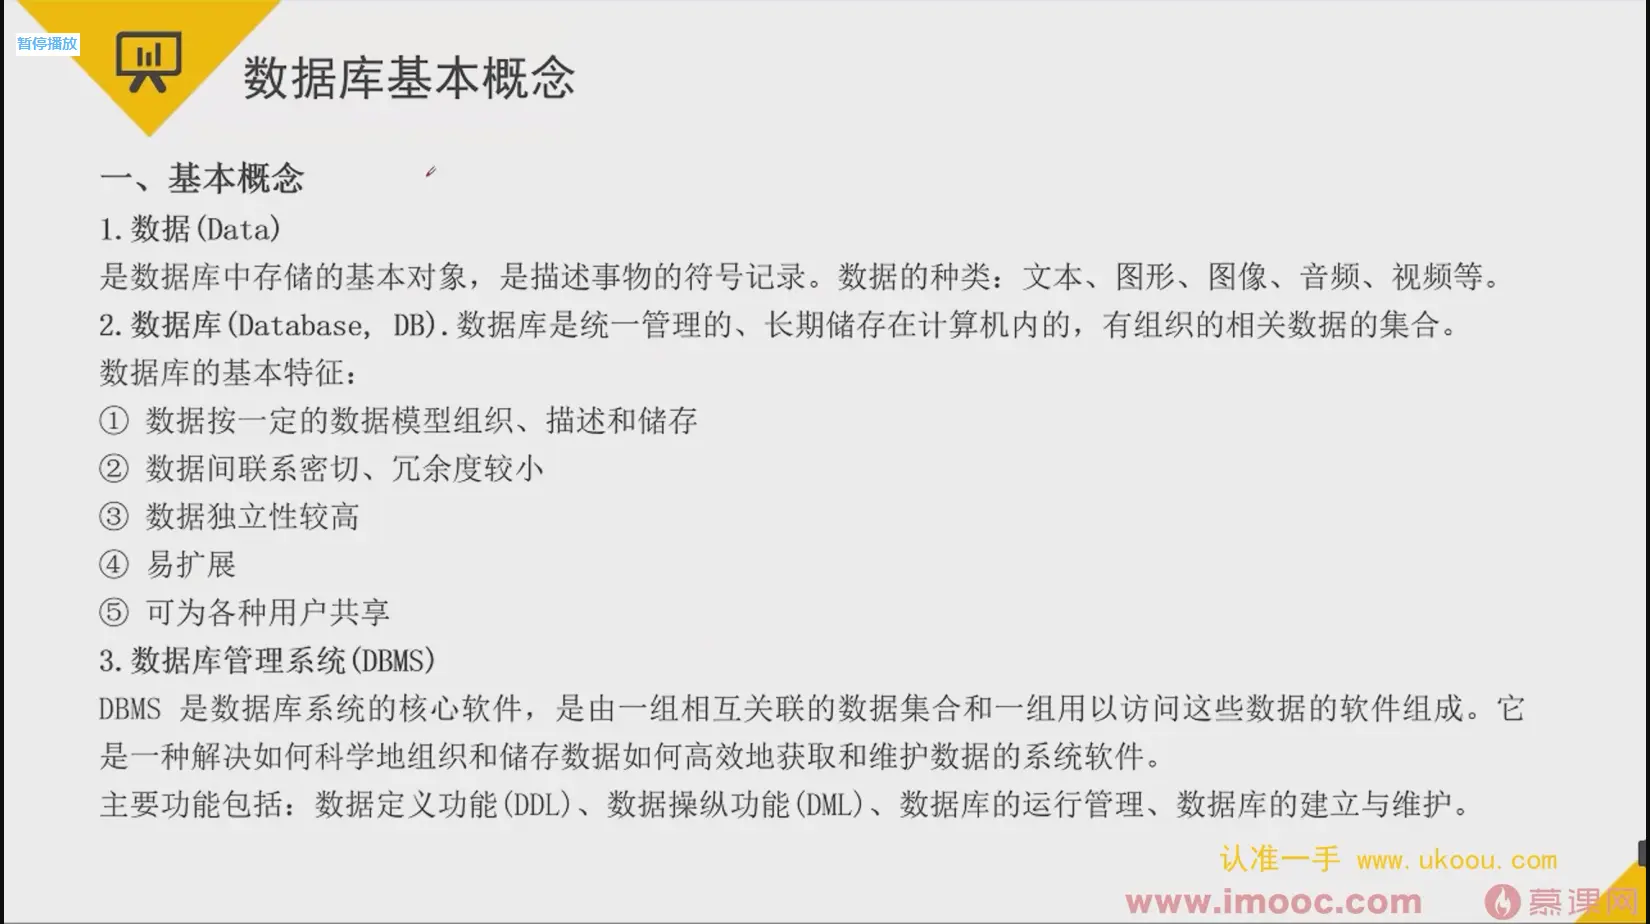 暂停播放
数据库基本概念
一、基本概念
1.数据(Data)
是数据库中存储的基本对象，是描述事物的符号记录。数据的种类：文本、图形、图像、音频、视频等。
2.数据库(Database, DB).数据库是统一管理的、长期储存在计算机内的，有组织的相关数据的集合。
数据库的基本特征：
① 数据按一定的数据模型组织、描述和储存
② 数据间联系密切、冗余度较小
③ 数据独立性较高
④ 易扩展
⑤ 可为各种用户共享
3.数据库管理系统(DBMS)
DBMS 是数据库系统的核心软件，是由一组相互关联的数据集合和一组用以访问这些数据的软件组成。它
是一种解决如何科学地组织和储存数据如何高效地获取和维护数据的系统软件。
主要功能包括：数据定义功能(DDL)、数据操纵功能(DML)、数据库的运行管理、数据库的建立与维护。
认准一手 www.ukoou.com
www.imooc.com 慕课网